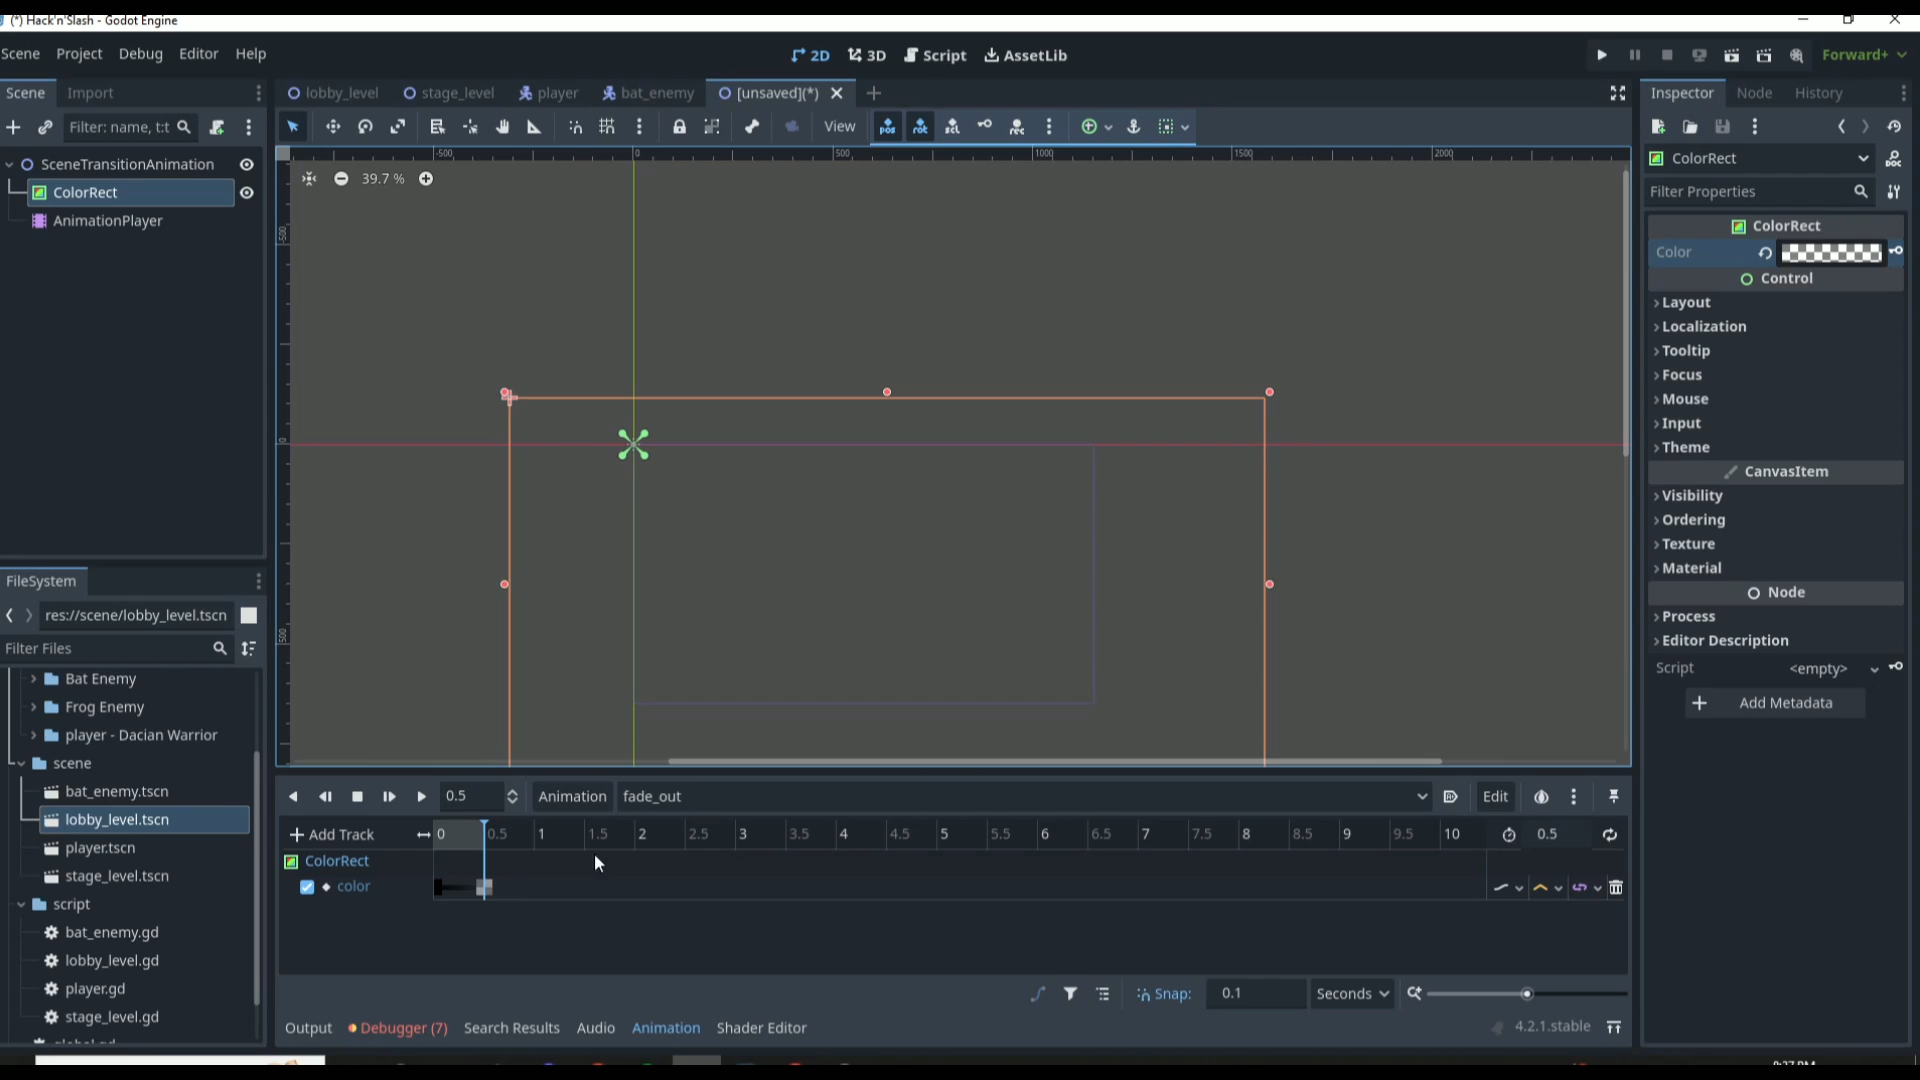 (*) Hack'n'Slash - Godot Engine
Scene Project Debug Editor Help
2D 3D Script AssetLib
Forward+
Scene Import
Filter: name, t:t
SceneTransitionAnimation
ColorRect
AnimationPlayer
FileSystem
res://scene/lobby_level.tscn
Filter Files
Bat Enemy
Frog Enemy
player - Dacian Warrior
scene
bat_enemy.tscn
lobby_level.tscn
player.tscn
stage_level.tscn
script
bat_enemy.gd
lobby_level.gd
player.gd
stage_level.gd
lobby_level stage_level player bat_enemy [unsaved](*)
View
-500 0 500 1000 1500 2000
-500
0
500
39.7 %
0.5 Animation fade_out Edit
Add Track 0 0.5 1 1.5 2 2.5 3 3.5 4 4.5 5 5.5 6 6.5 7 7.5 8 8.5 9 9.5 10 0.5
ColorRect
color
Snap: 0.1 Seconds
Output Debugger (7) Search Results Audio Animation Shader Editor 4.2.1.stable
Inspector Node History
ColorRect
Filter Properties
ColorRect
Color
Control
Layout
Localization
Tooltip
Focus
Mouse
Input
Theme
CanvasItem
Visibility
Ordering
Texture
Material
Node
Process
Editor Description
Script <empty>
Add Metadata